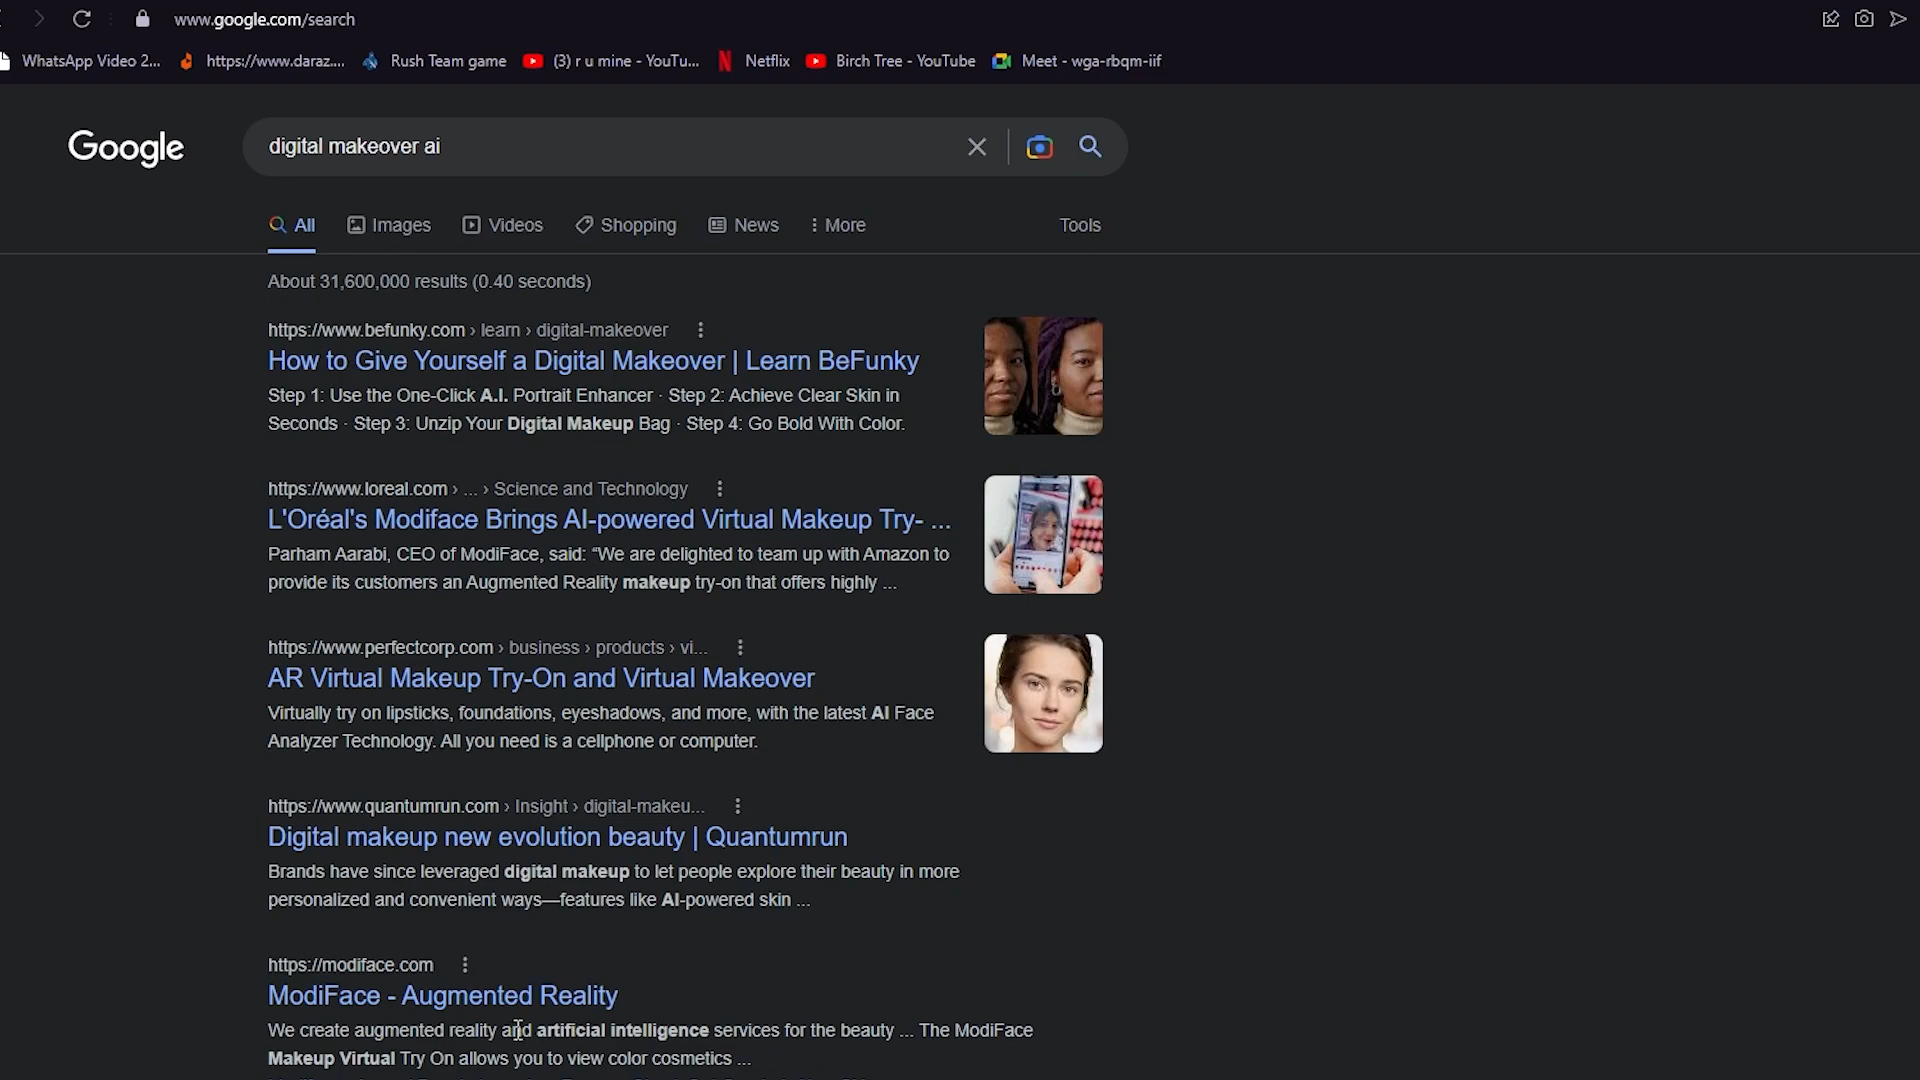 www.google.com/search
WhatsApp Video 2... https://www.daraz.... Rush Team game (3) r u mine - YouTu... Netflix Birch Tree - YouTube Meet - wga-rbqm-iif
Google
digital makeover ai
All Images Videos Shopping News More Tools
About 31,600,000 results (0.40 seconds)
https://www.befunky.com › learn › digital-makeover
How to Give Yourself a Digital Makeover | Learn BeFunky
Step 1: Use the One-Click A.I. Portrait Enhancer · Step 2: Achieve Clear Skin in
Seconds · Step 3: Unzip Your Digital Makeup Bag · Step 4: Go Bold With Color.
https://www.loreal.com › ... › Science and Technology
L'Oréal's Modiface Brings AI-powered Virtual Makeup Try- ...
Parham Aarabi, CEO of ModiFace, said: “We are delighted to team up with Amazon to
provide its customers an Augmented Reality makeup try-on that offers highly ...
https://www.perfectcorp.com › business › products › vi...
AR Virtual Makeup Try-On and Virtual Makeover
Virtually try on lipsticks, foundations, eyeshadows, and more, with the latest AI Face
Analyzer Technology. All you need is a cellphone or computer.
https://www.quantumrun.com › Insight › digital-makeu...
Digital makeup new evolution beauty | Quantumrun
Brands have since leveraged digital makeup to let people explore their beauty in more
personalized and convenient ways—features like AI-powered skin ...
https://modiface.com
ModiFace - Augmented Reality
We create augmented reality and artificial intelligence services for the beauty ... The ModiFace
Makeup Virtual Try On allows you to view color cosmetics ...